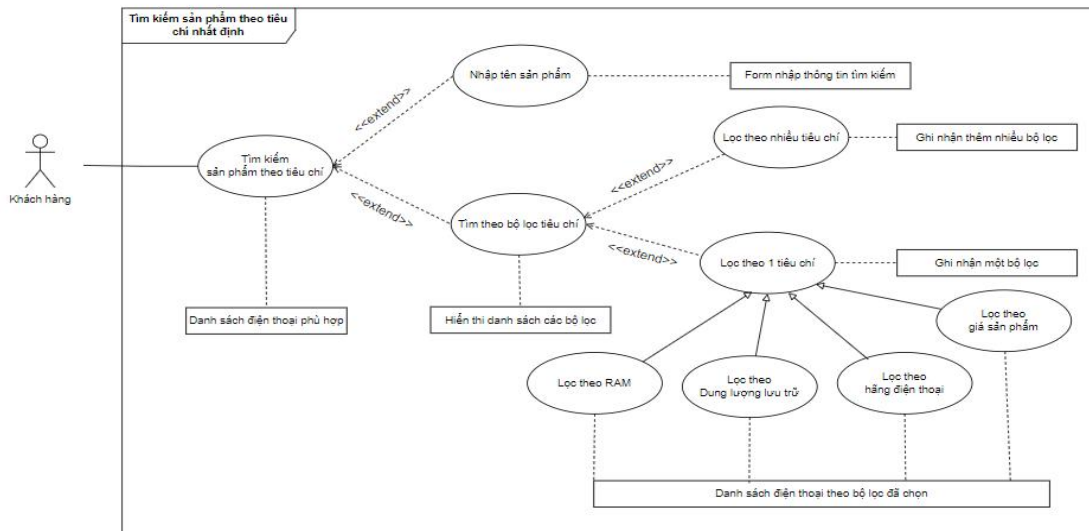 Tìm kiếm sản phẩm theo tiêu
chí nhất định
Nhập tên sản phẩm
Form nhập thông tin tìm kiếm
<<extend>>
Lọc theo nhiều tiêu chí
Ghi nhận thêm nhiều bộ lọc
Tìm kiếm
sản phẩm theo tiêu chí
Khách hàng
<<extend>>
<<extend>>
Tìm theo bộ lọc tiêu chí
<<extend>>
Lọc theo 1 tiêu chí
Ghi nhận một bộ lọc
Danh sách điện thoại phù hợp
Hiển thi danh sách các bộ lọc
Lọc theo
giá sản phẩm
Lọc theo RAM
Lọc theo
Dung lượng lưu trữ
Lọc theo
hãng điện thoại
Danh sách điện thoại theo bộ lọc đã chọn